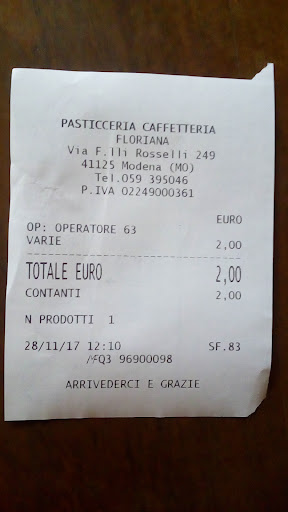 PASTICCERIA CAFFETTERIA
FLORIANA
Via F.lli Rosselli 249
41125 Modena (MO)
Tel.059 395046
P.IVA 02249000361
EURO
OP: OPERATORE 63
VARIE 2,00
TOTALE EURO 2,00
CONTANTI 2,00
N PRODOTTI 1
28/11/17 12:10 SF.83
FQ3 96900098
ARRIVEDERCI E GRAZIE